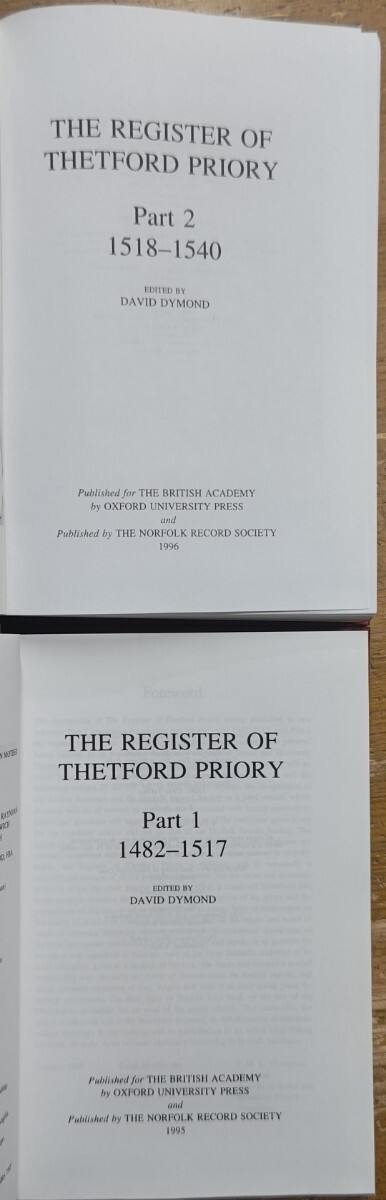 THE REGISTER OF
THETFORD PRIORY
Part 2
1518–1540
EDITED BY
DAVID DYMOND
Published for THE BRITISH ACADEMY
by OXFORD UNIVERSITY PRESS
and
Published by THE NORFOLK RECORD SOCIETY
1996
THE REGISTER OF
THETFORD PRIORY
Part 1
1482–1517
EDITED BY
DAVID DYMOND
Published for THE BRITISH ACADEMY
by OXFORD UNIVERSITY PRESS
and
Published by THE NORFOLK RECORD SOCIETY
1995
Foreword